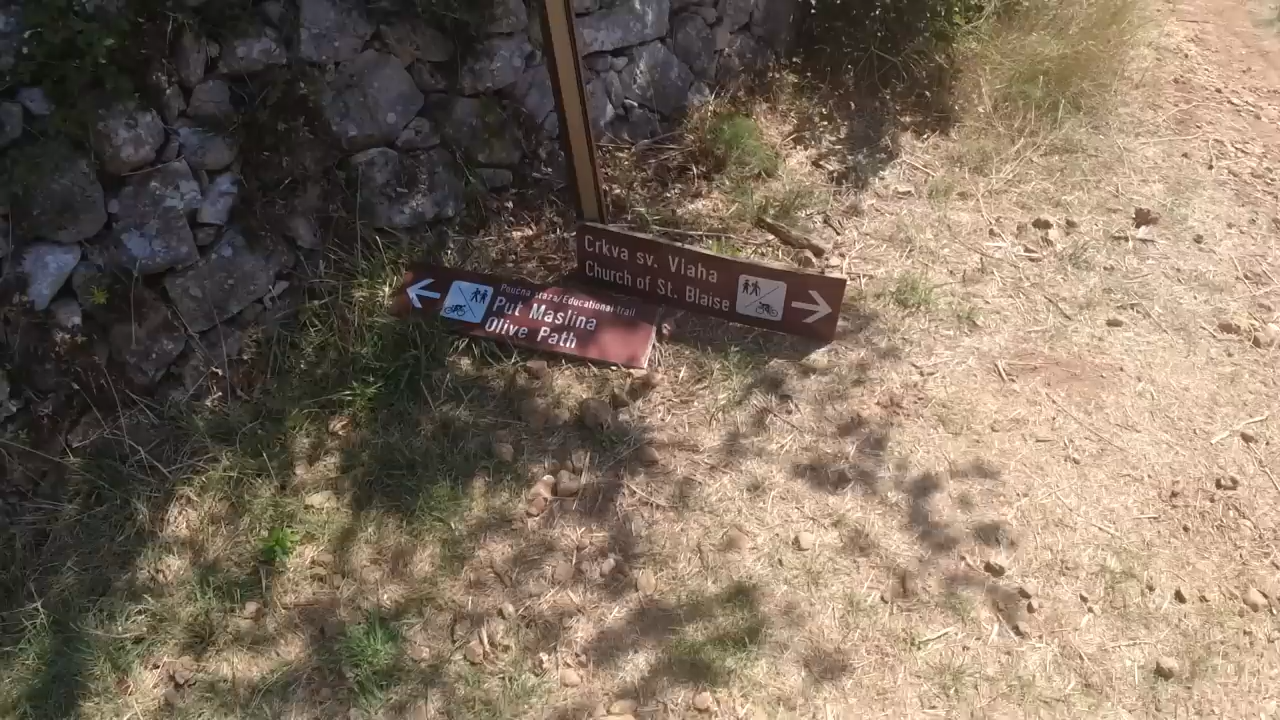 Crkva sv. Vlaha
Church of St. Blaise
Poučna staza/Educational trail
Put Maslina
Olive Path